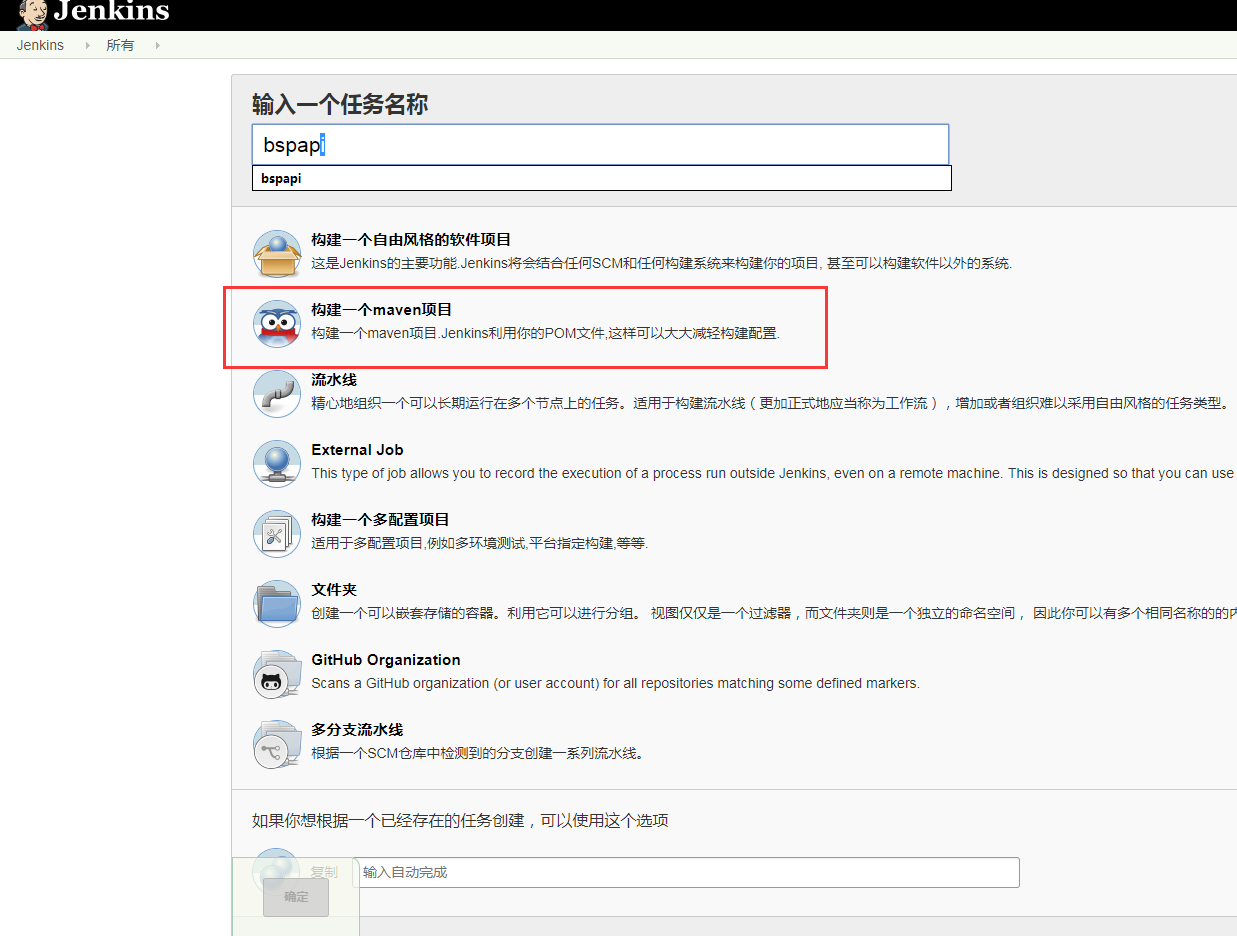 Jenkins
Jenkins 所有
输入一个任务名称
bspapi
bspapi
构建一个自由风格的软件项目
这是Jenkins的主要功能.Jenkins将会结合任何SCM和任何构建系统来构建你的项目, 甚至可以构建软件以外的系统.
构建一个maven项目
构建一个maven项目.Jenkins利用你的POM文件,这样可以大大减轻构建配置.
流水线
精心地组织一个可以长期运行在多个节点上的任务。适用于构建流水线（更加正式地应当称为工作流），增加或者组织难以采用自由风格的任务类型。
External Job
This type of job allows you to record the execution of a process run outside Jenkins, even on a remote machine. This is designed so that you can use
构建一个多配置项目
适用于多配置项目,例如多环境测试,平台指定构建,等等.
文件夹
创建一个可以嵌套存储的容器。利用它可以进行分组。 视图仅仅是一个过滤器，而文件夹则是一个独立的命名空间， 因此你可以有多个相同名称的的内
GitHub Organization
Scans a GitHub organization (or user account) for all repositories matching some defined markers.
多分支流水线
根据一个SCM仓库中检测到的分支创建一系列流水线。
如果你想根据一个已经存在的任务创建，可以使用这个选项
复制 输入自动完成
确定